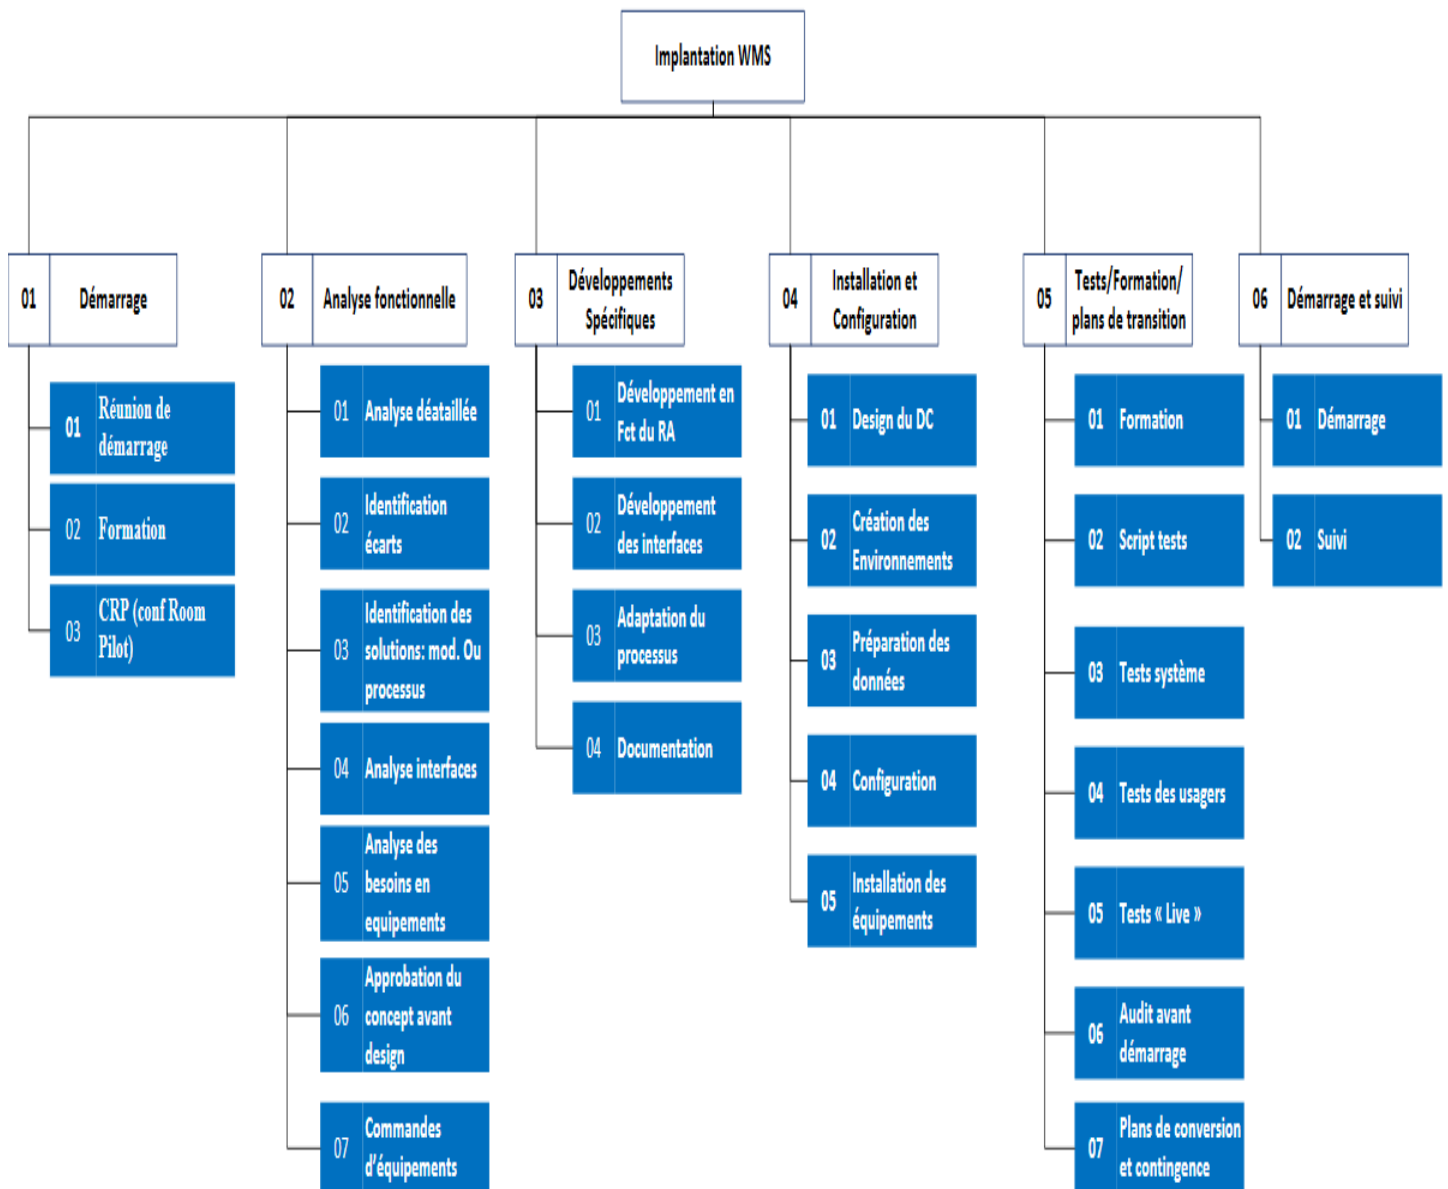 Implantation WMS
01
Démarrage
01
Réunion de
démarrage
02
Formation
03
CRP (conf Room
Pilot)
02
Analyse fonctionnelle
01
Analyse déataillée
02
Identification
écarts
03
Identification des
solutions: mod. Ou
processus
04
Analyse interfaces
05
Analyse des
besoins en
equipements
06
Approbation du
concept avant
design
07
Commandes
d'équipements
03
Développements
Spécifiques
01
Développement en
Fct du RA
02
Développement
des interfaces
03
Adaptation du
processus
04
Documentation
04
Installation et
Configuration
01
Design du DC
02
Création des
Environnements
03
Préparation des
données
04
Configuration
05
Installation des
équipements
05
Tests/Formation/
plans de transition
01
Formation
02
Script tests
03
Tests système
04
Tests des usagers
05
Tests « Live »
06
Audit avant
démarrage
07
Plans de conversion
et contingence
06
Démarrage et suivi
01
Démarrage
02
Suivi